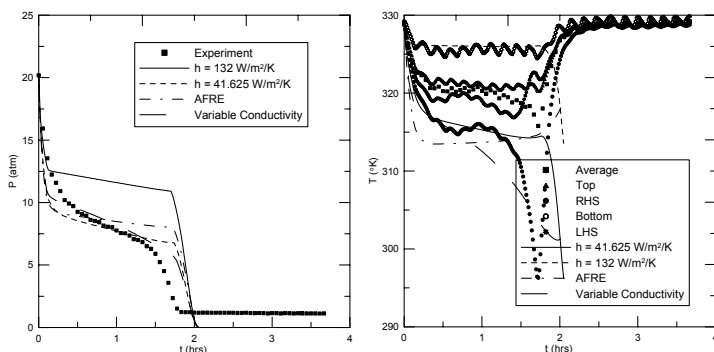 25
20
15
10
5
0
P (atm)
0
1
2
3
4
t (hrs)
Experiment
h = 132 W/m²/K
h = 41.625 W/m²/K
AFRE
Variable Conductivity
330
320
310
300
290
T (°K)
0
1
2
3
4
t (hrs)
Average
Top
RHS
Bottom
LHS
h = 41.625 W/m²/K
h = 132 W/m²/K
AFRE
Variable Conductivity